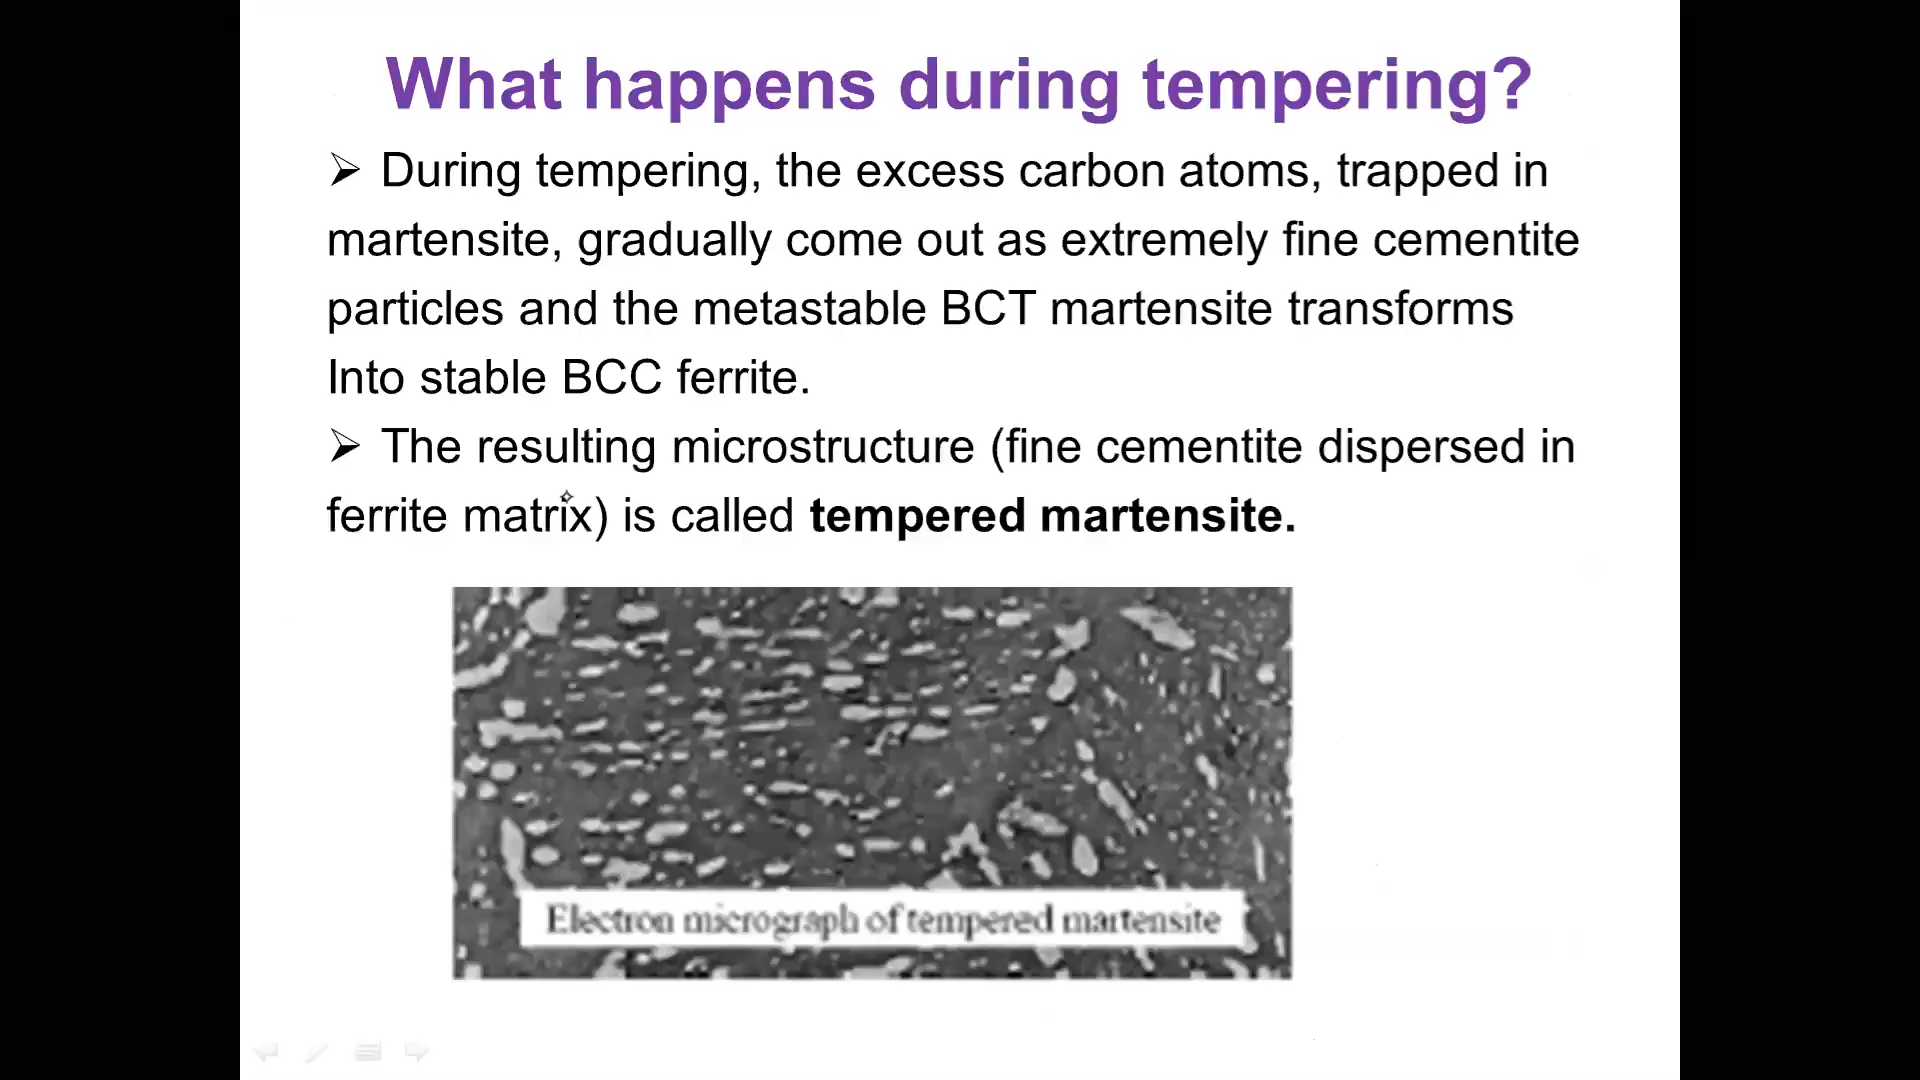 What happens during tempering?
➢ During tempering, the excess carbon atoms, trapped in
martensite, gradually come out as extremely fine cementite
particles and the metastable BCT martensite transforms
Into stable BCC ferrite.
➢ The resulting microstructure (fine cementite dispersed in
ferrite matrix) is called tempered martensite.
Electron micrograph of tempered martensite